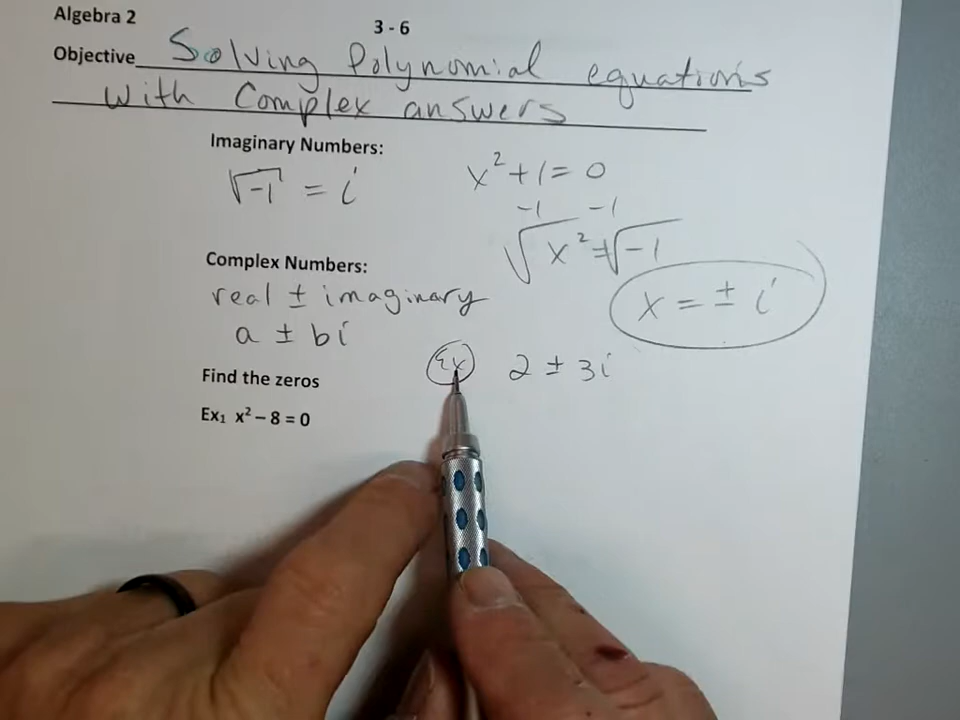 Algebra 2
3 - 6
Objective Solving Polynomial equations
with Complex answers
Imaginary Numbers:
√-1 = i
x² + 1 = 0
-1 -1
√x² = √-1
x = ± i
Complex Numbers:
real ± imaginary
a ± bi
Ex 2 ± 3i
Find the zeros
Ex₁ x² – 8 = 0